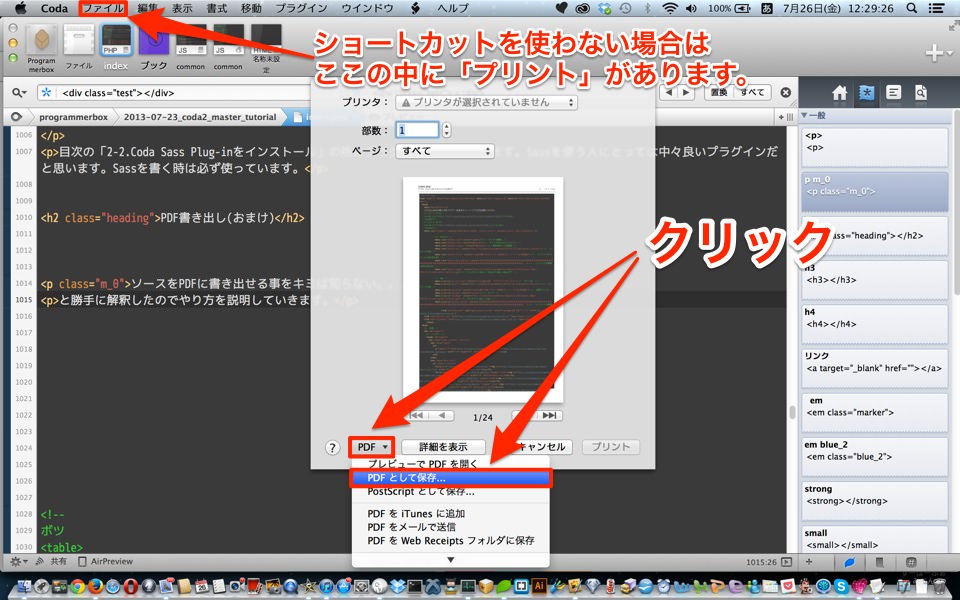 Coda ファイル 編集 表示 書式 移動 プラグイン ウインドウ ヘルプ 100% あ 7月26日(金) 12:29:26
ショートカットを使わない場合は
ここの中に「プリント」があります。
Program
merbox
ファイル
PHP
index
ブック
JS
common
JS
common
HTML
名称未設
定
<div class="test"></div>
置換 すべて
programmerbox 2013-07-23_coda2_master_tutorial
1006 </p>
1007 <p>目次の「2-2.Coda Sass Plug-inをインストール
中々良いプラグインだ
と思います。Sassを書く時は必ず使っています。
1008
1009
1010 <h2 class="heading">PDF書き出し(おまけ)</h2>
1011
1012
1013
1014 <p class="m_0">ソースをPDFに書き出せる事をキミは知らない。
1015 <p>と勝手に解釈したのでやり方を説明していきます。</p>
1016
1017
1018
1019
1020
1021
1022
1023
1024
1025
1026
1027
1028 <!--
1029 ボツ
1030 <table>
プリンタ： プリンタが選択されていません
部数： 1
ページ： すべて
クリック
1/24
? PDF 詳細を表示 キャンセル プリント
プレビューで PDF を開く
PDF として保存...
PostScript として保存...
PDF を iTunes に追加
PDF をメールで送信
PDF を Web Receipts フォルダに保存
一般
<p>
<p>
p m_0
<p class="m_0">
class="heading"></h2>
h3
<h3></h3>
h4
<h4></h4>
リンク
<a target="_blank" href=""></a>
em
<em class="marker">
em blue_2
<em class="blue_2">
strong
<strong></strong>
small
<small></small>
共有 AirPreview
1015:26